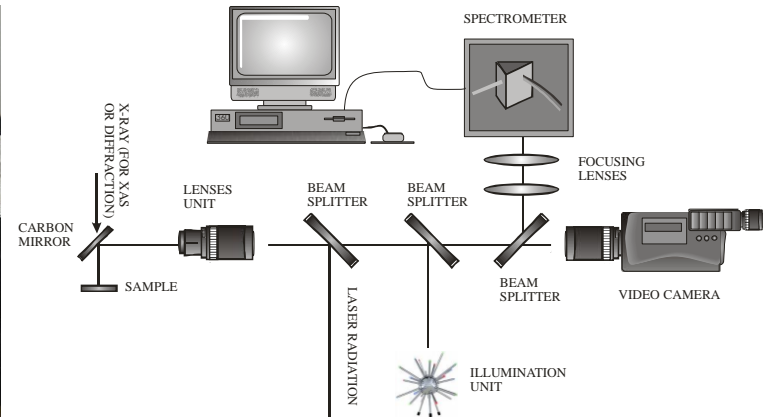 SPECTROMETER
X-RAY (FOR XAS
OR DIFFRACTION)
FOCUSING
LENSES
LENSES
UNIT
BEAM
SPLITTER
BEAM
SPLITTER
CARBON
MIRROR
SAMPLE
BEAM
SPLITTER
VIDEO CAMERA
LASER RADIATION
ILLUMINATION
UNIT